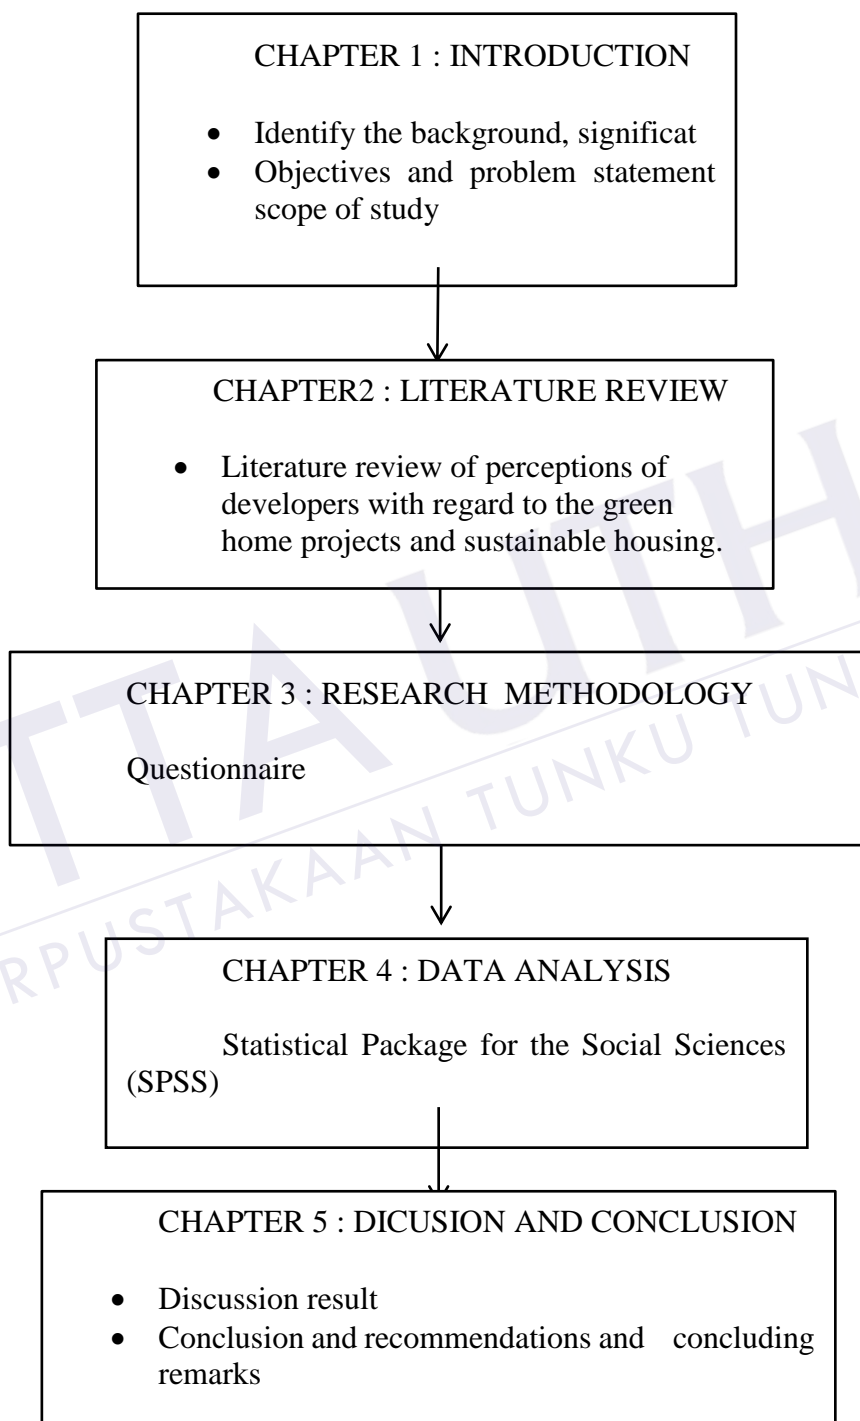 CHAPTER 1 : INTRODUCTION
• Identify the background, significat
• Objectives and problem statement
scope of study
CHAPTER2 : LITERATURE REVIEW
• Literature review of perceptions of
developers with regard to the green
home projects and sustainable housing.
CHAPTER 3 : RESEARCH METHODOLOGY
Questionnaire
CHAPTER 4 : DATA ANALYSIS
Statistical Package for the Social Sciences
(SPSS)
CHAPTER 5 : DICUSION AND CONCLUSION
• Discussion result
• Conclusion and recommendations and concluding
remarks